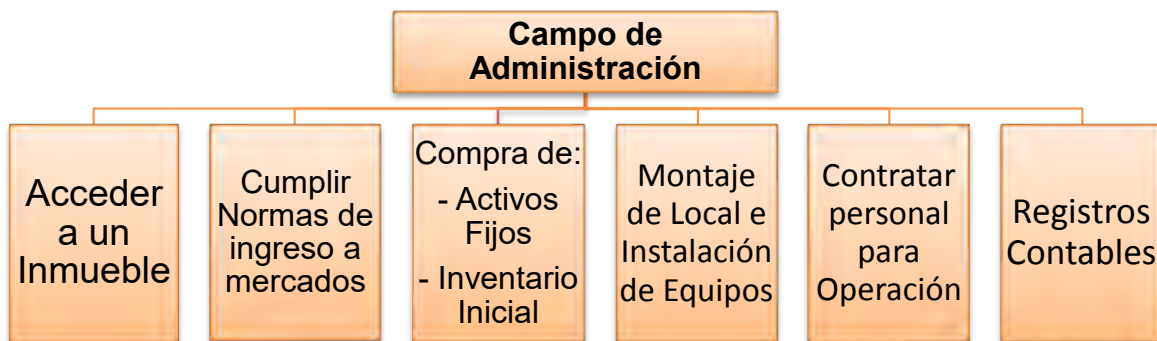 Campo de
Administración
Acceder
a un
Inmueble
Cumplir
Normas de
ingreso a
mercados
Compra de:
- Activos
Fijos
- Inventario
Inicial
Montaje
de Local e
Instalación
de Equipos
Contratar
personal
para
Operación
Registros
Contables